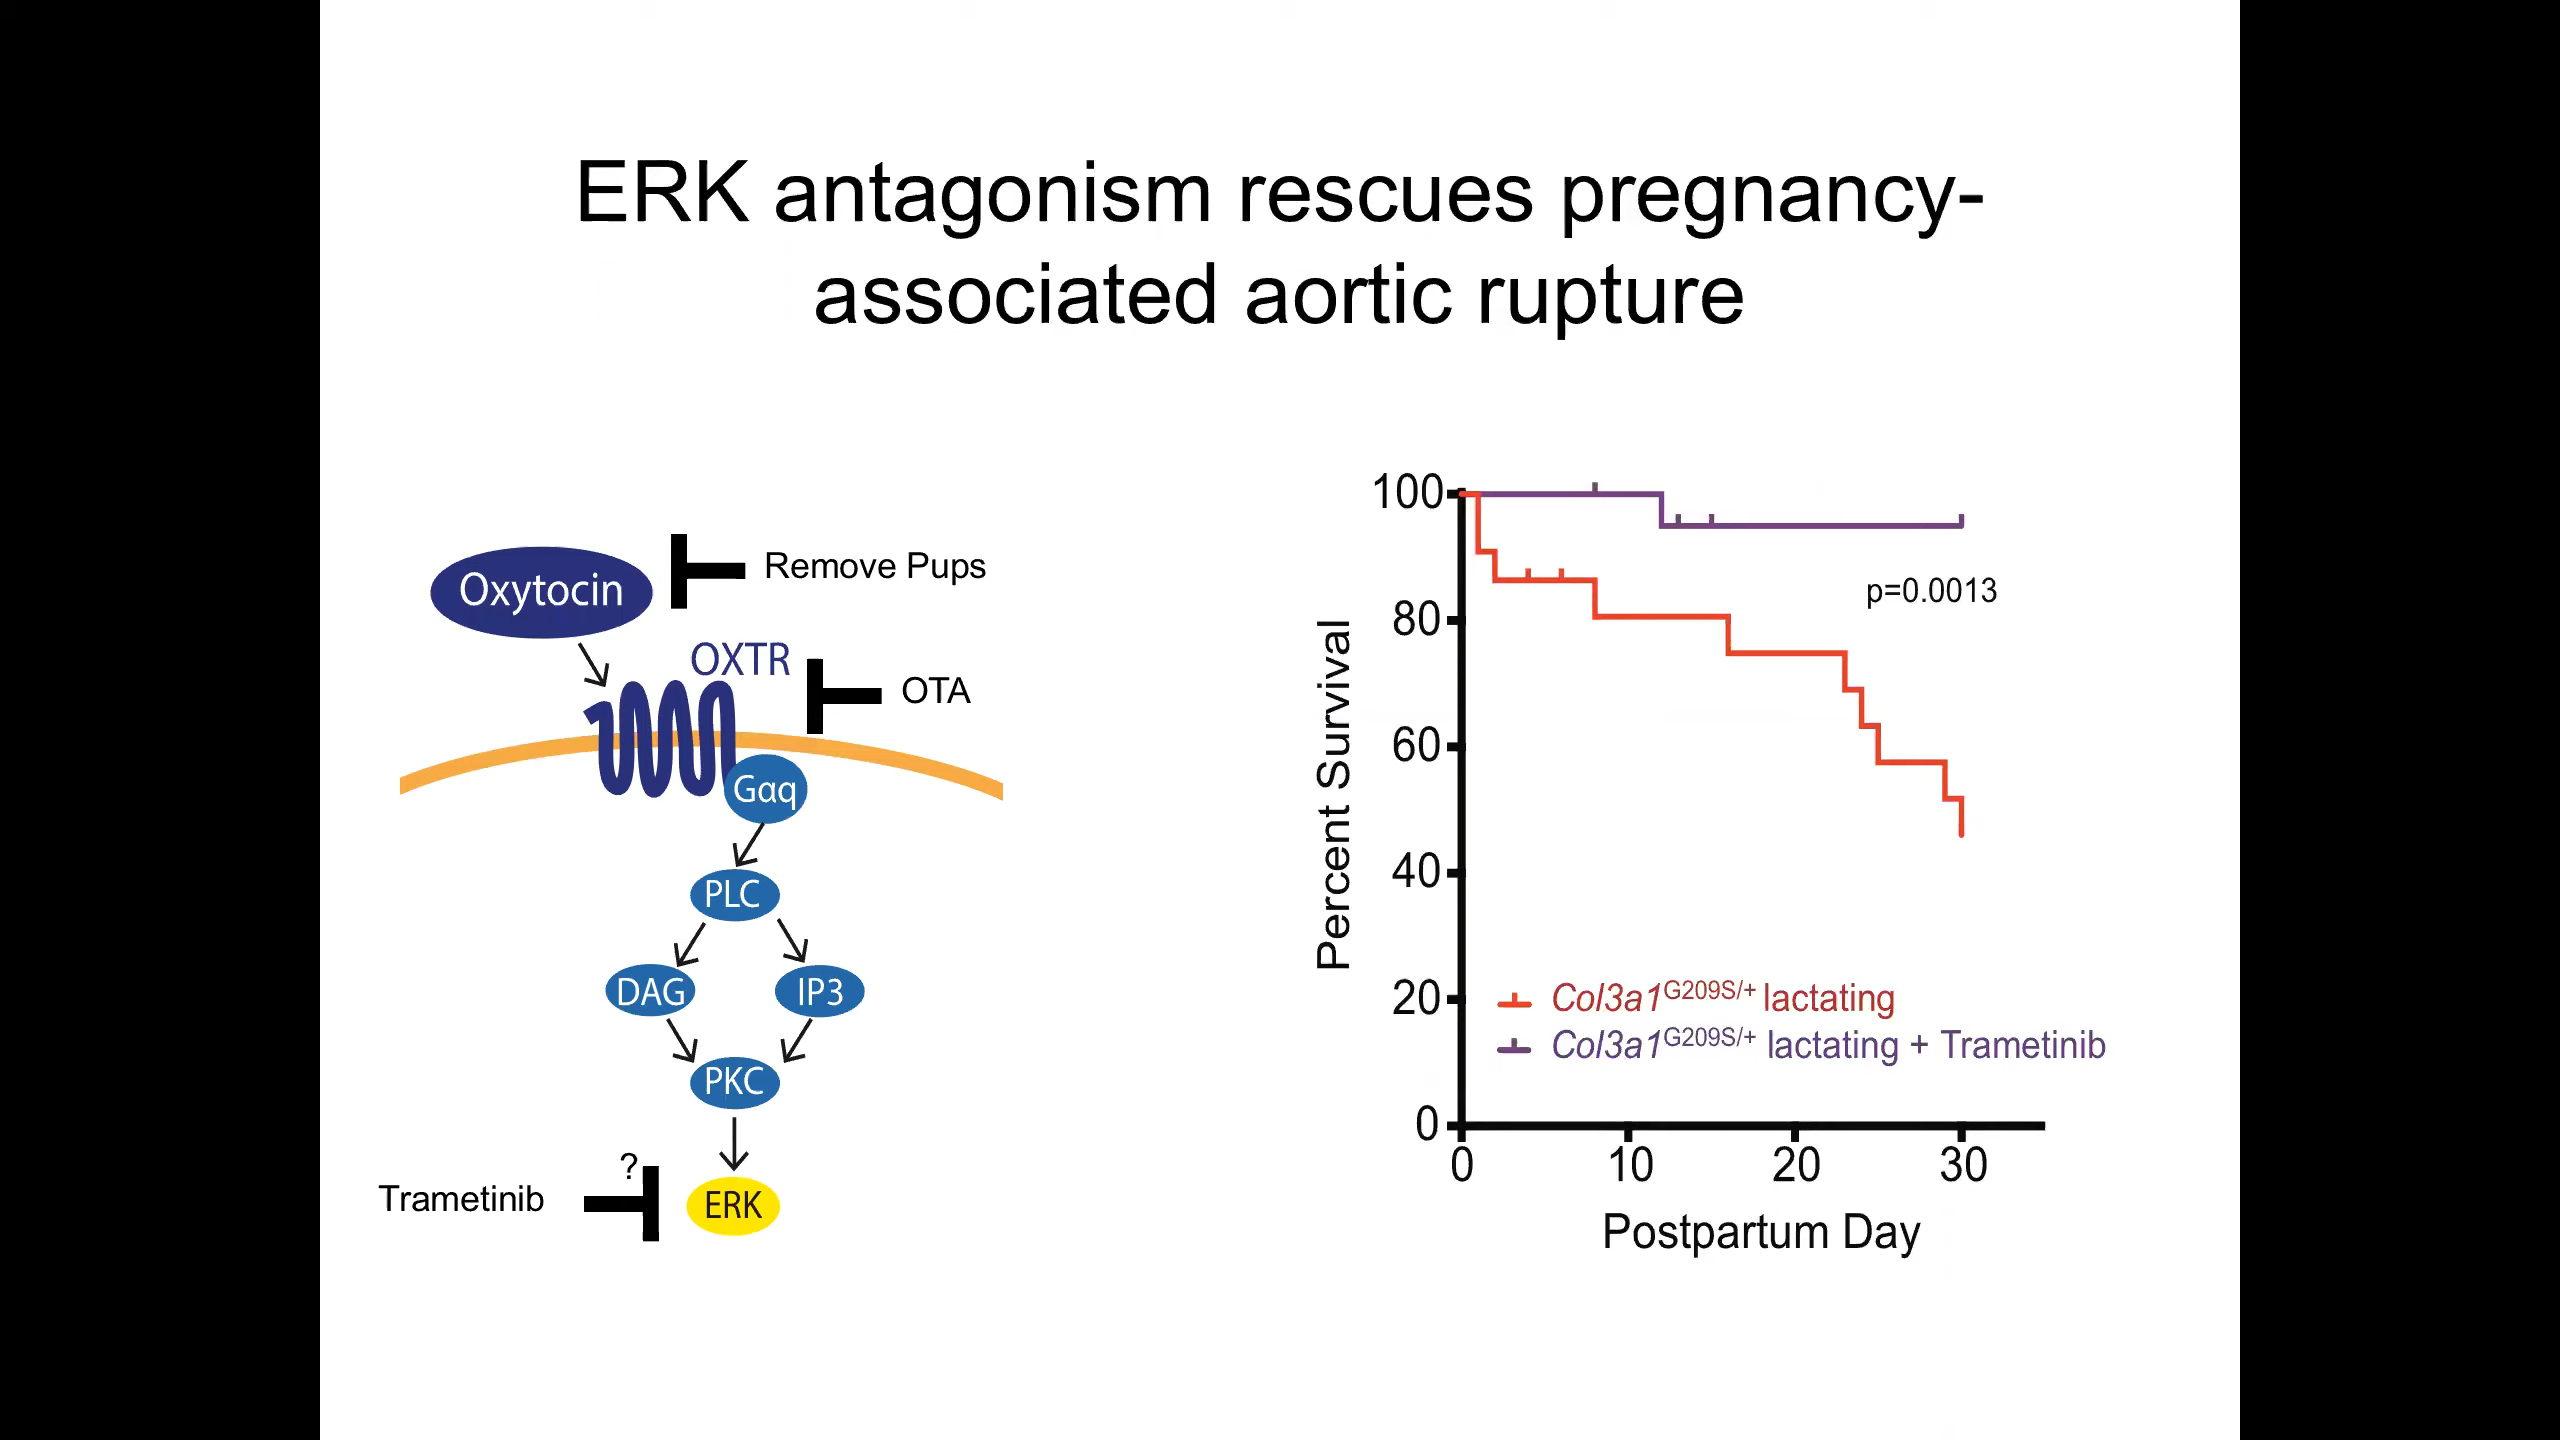 ERK antagonism rescues pregnancy-
associated aortic rupture
Oxytocin
Remove Pups
OXTR
OTA
Gαq
PLC
DAG
IP3
PKC
?
Trametinib
ERK
Percent Survival
100
80
60
40
20
0
p=0.0013
Col3a1G209S/+ lactating
Col3a1G209S/+ lactating + Trametinib
0 10 20 30
Postpartum Day